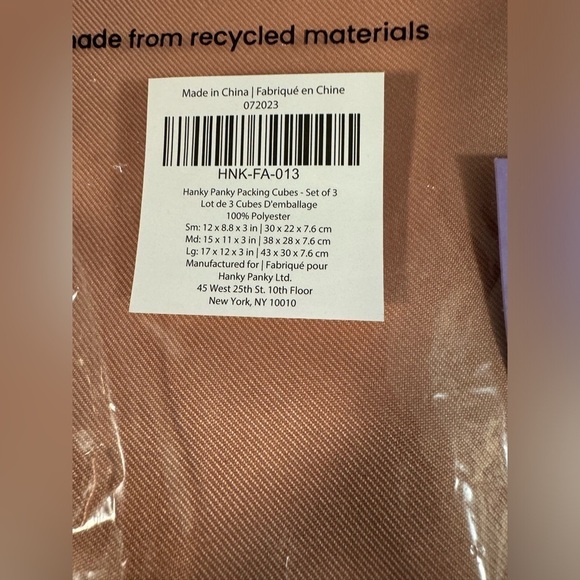 made from recycled materials
Made in China | Fabriqué en Chine
072023
HNK-FA-013
Hanky Panky Packing Cubes - Set of 3
Lot de 3 Cubes D'emballage
100% Polyester
Sm: 12 x 8.8 x 3 in | 30 x 22 x 7.6 cm
Md: 15 x 11 x 3 in | 38 x 28 x 7.6 cm
Lg: 17 x 12 x 3 in | 43 x 30 x 7.6 cm
Manufactured for | Fabriqué pour
Hanky Panky Ltd.
45 West 25th St. 10th Floor
New York, NY 10010